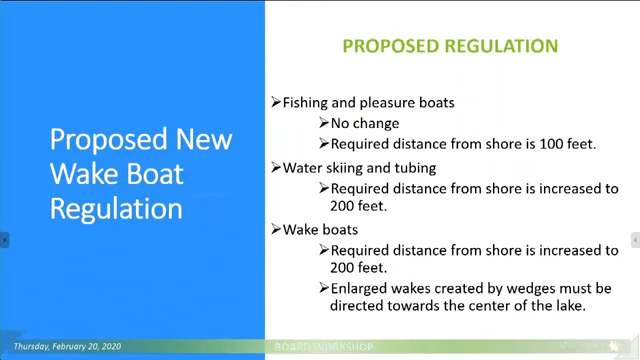 Proposed New
Wake Boat
Regulation
PROPOSED REGULATION
➢Fishing and pleasure boats
➢No change
➢Required distance from shore is 100 feet.
➢Water skiing and tubing
➢Required distance from shore is increased to
200 feet.
➢Wake boats
➢Required distance from shore is increased to
200 feet.
➢Enlarged wakes created by wedges must be
directed towards the center of the lake.
Thursday, February 20, 2020
BOARD WORKSHOP